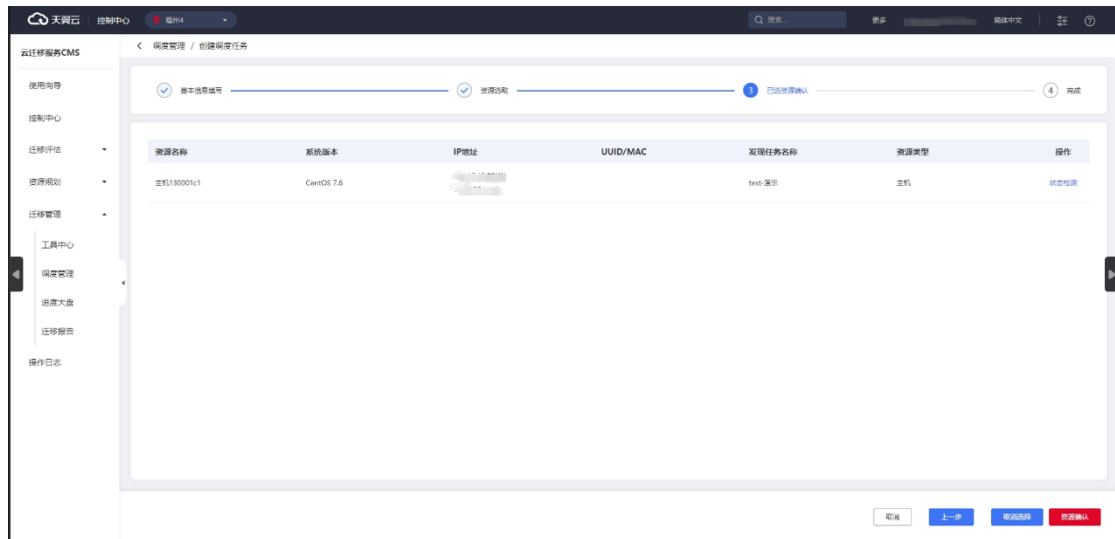 天翼云 控制中心 福州4 搜索... 更多 简体中文
云迁移服务CMS
调度管理 / 创建调度任务
使用向导
控制中心
迁移评估
资源规划
迁移管理
工具中心
调度管理
进度大盘
迁移报告
操作日志
基本信息填写 资源选取 3 已选资源确认 4 完成
资源名称 系统版本 IP地址 UUID/MAC 发现任务名称 资源类型 操作
主机130001c1 CentOS 7.6 test-演示 主机 状态检测
取消 上一步 取消选择 资源确认